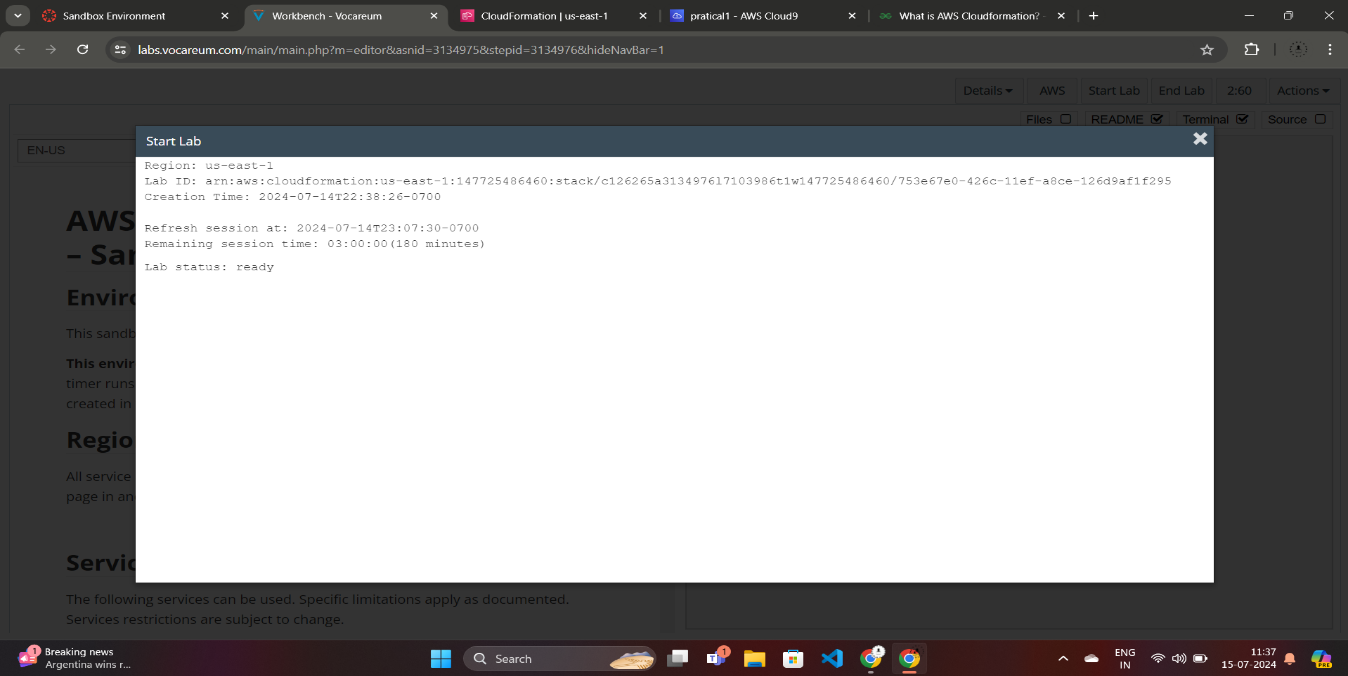 Sandbox Environment
Workbench - Vocareum
CloudFormation | us-east-1
pratical1 - AWS Cloud9
What is AWS Cloudformation? -
labs.vocareum.com/main/main.php?m=editor&asnid=3134975&stepid=3134976&hideNavBar=1
Details AWS Start Lab End Lab 2:60 Actions
Files README Terminal Source
EN-US
Start Lab
Region: us-east-1
Lab ID: arn:aws:cloudformation:us-east-1:147725486460:stack/c126265a3134976l7103986t1w147725486460/753e67e0-426c-11ef-a8ce-126d9af1f295
Creation Time: 2024-07-14T22:38:26-0700
Refresh session at: 2024-07-14T23:07:30-0700
Remaining session time: 03:00:00(180 minutes)
Lab status: ready
AWS
– San
Enviro
This sandb
This envir
timer runs
created in
Regio
All service
page in an
Servic
The following services can be used. Specific limitations apply as documented.
Services restrictions are subject to change.
1
Breaking news
Argentina wins r...
Search
1
ENG
IN
11:37
15-07-2024
PRE